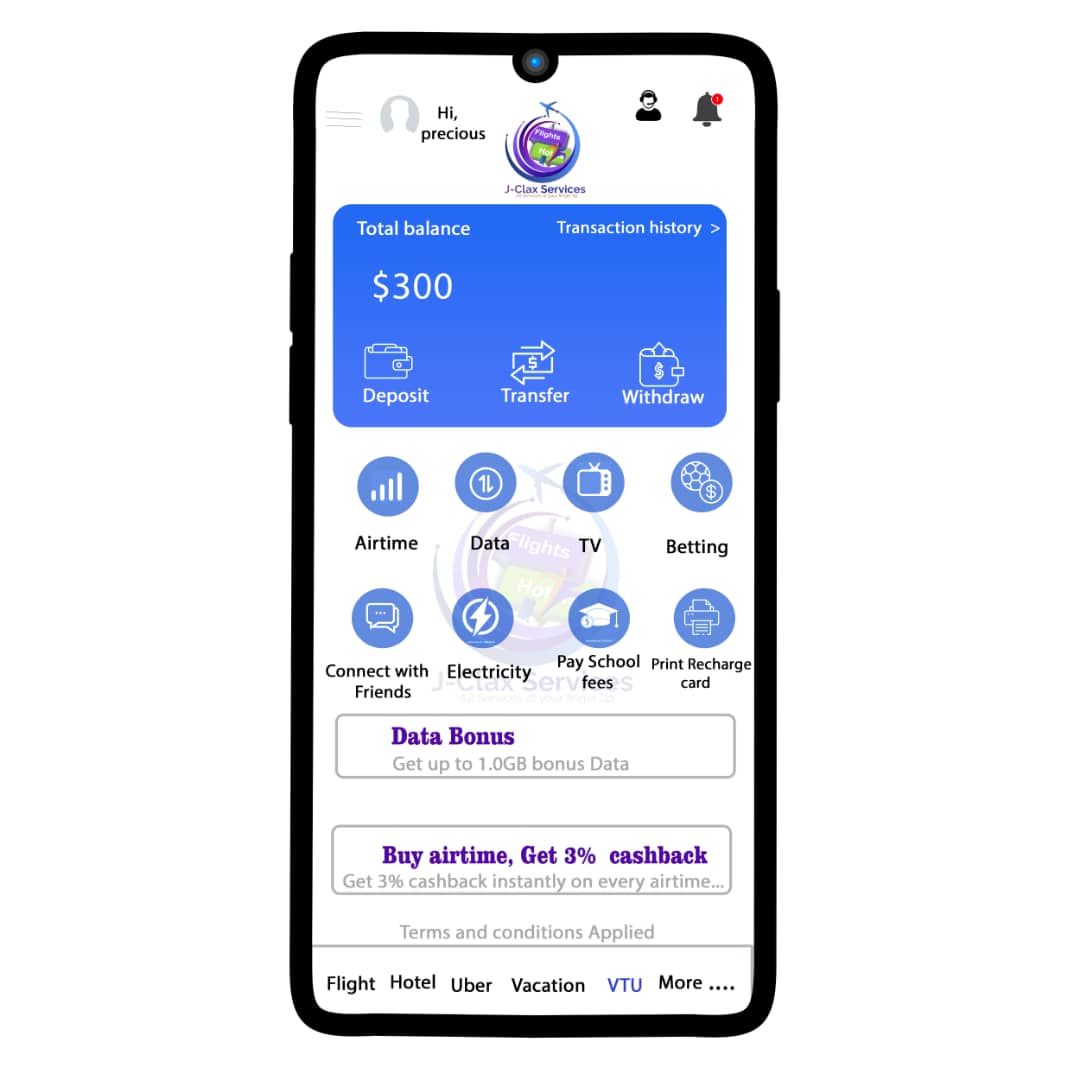 Hi,
precious
1
Flights
Hot
J-Clax Services
All Services at your finger tip
Total balance
Transaction history >
$300
Deposit
Transfer
Withdraw
Airtime
Data
TV
Betting
Flights
Hot
Connect with
Friends
Electricity
Pay School
fees
Print Recharge
card
J-Clax Services
All Services at your finger tip
Data Bonus
Get up to 1.0GB bonus Data
Buy airtime, Get 3% cashback
Get 3% cashback instantly on every airtime...
Terms and conditions Applied
Flight Hotel Uber Vacation VTU More ....